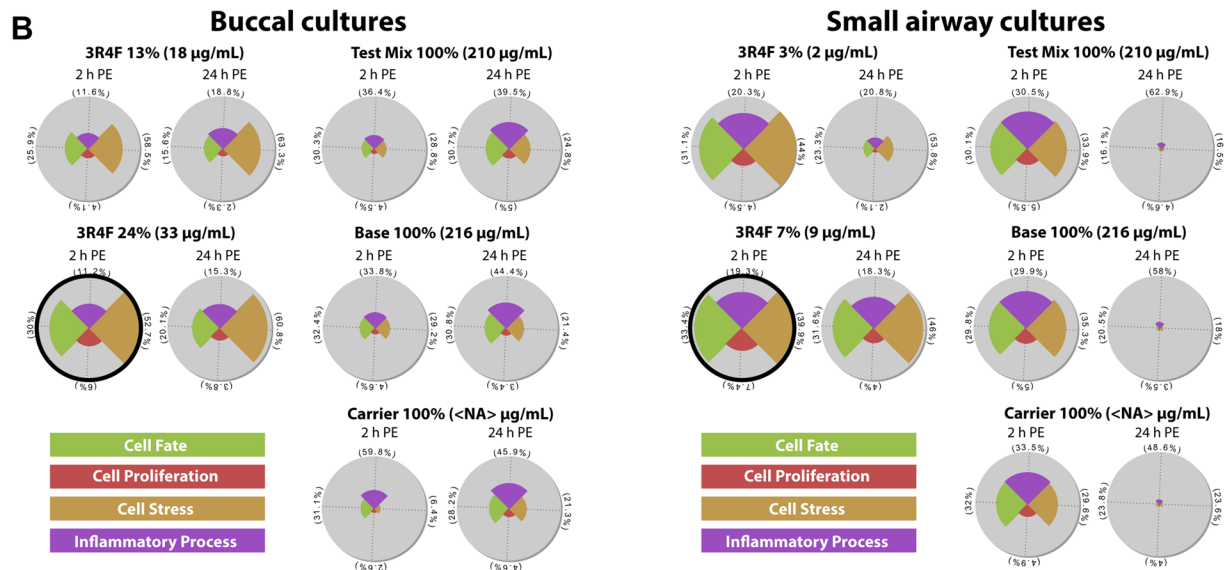 B
Buccal cultures
Small airway cultures
3R4F 13% (18 µg/mL)
2 h PE
(11.6%)
(25.9%)
(58.5%)
(4.1%)
24 h PE
(18.8%)
(15.6%)
(63.3%)
(2.3%)
Test Mix 100% (210 µg/mL)
2 h PE
(36.4%)
(30.3%)
(28.8%)
(4.5%)
24 h PE
(39.5%)
(30.7%)
(24.8%)
(5%)
3R4F 3% (2 µg/mL)
2 h PE
(20.3%)
(31.1%)
(44%)
(4.5%)
24 h PE
(20.8%)
(23.3%)
(53.8%)
(2.1%)
Test Mix 100% (210 µg/mL)
2 h PE
(30.5%)
(30.1%)
(33.9%)
(5.5%)
24 h PE
(62.9%)
(16.1%)
(16.5%)
(4.6%)
3R4F 24% (33 µg/mL)
2 h PE
(11.2%)
(30%)
(52.7%)
(6%)
24 h PE
(15.3%)
(20.1%)
(60.8%)
(3.8%)
Base 100% (216 µg/mL)
2 h PE
(33.8%)
(32.4%)
(29.2%)
(4.6%)
24 h PE
(44.4%)
(30.8%)
(21.4%)
(3.4%)
3R4F 7% (9 µg/mL)
2 h PE
(19.3%)
(33.4%)
(39.9%)
(7.4%)
24 h PE
(18.3%)
(31.6%)
(46%)
(4%)
Base 100% (216 µg/mL)
2 h PE
(29.9%)
(29.8%)
(35.3%)
(5%)
24 h PE
(58%)
(20.5%)
(18%)
(3.5%)
Carrier 100% (<NA> µg/mL)
2 h PE
(59.8%)
(31.1%)
(6.4%)
(2.6%)
24 h PE
(45.9%)
(28.2%)
(21.3%)
(4.6%)
Carrier 100% (<NA> µg/mL)
2 h PE
(33.5%)
(32%)
(29.6%)
(4.9%)
24 h PE
(48.6%)
(23.8%)
(23.6%)
(4%)
Cell Fate
Cell Proliferation
Cell Stress
Inflammatory Process
Cell Fate
Cell Proliferation
Cell Stress
Inflammatory Process